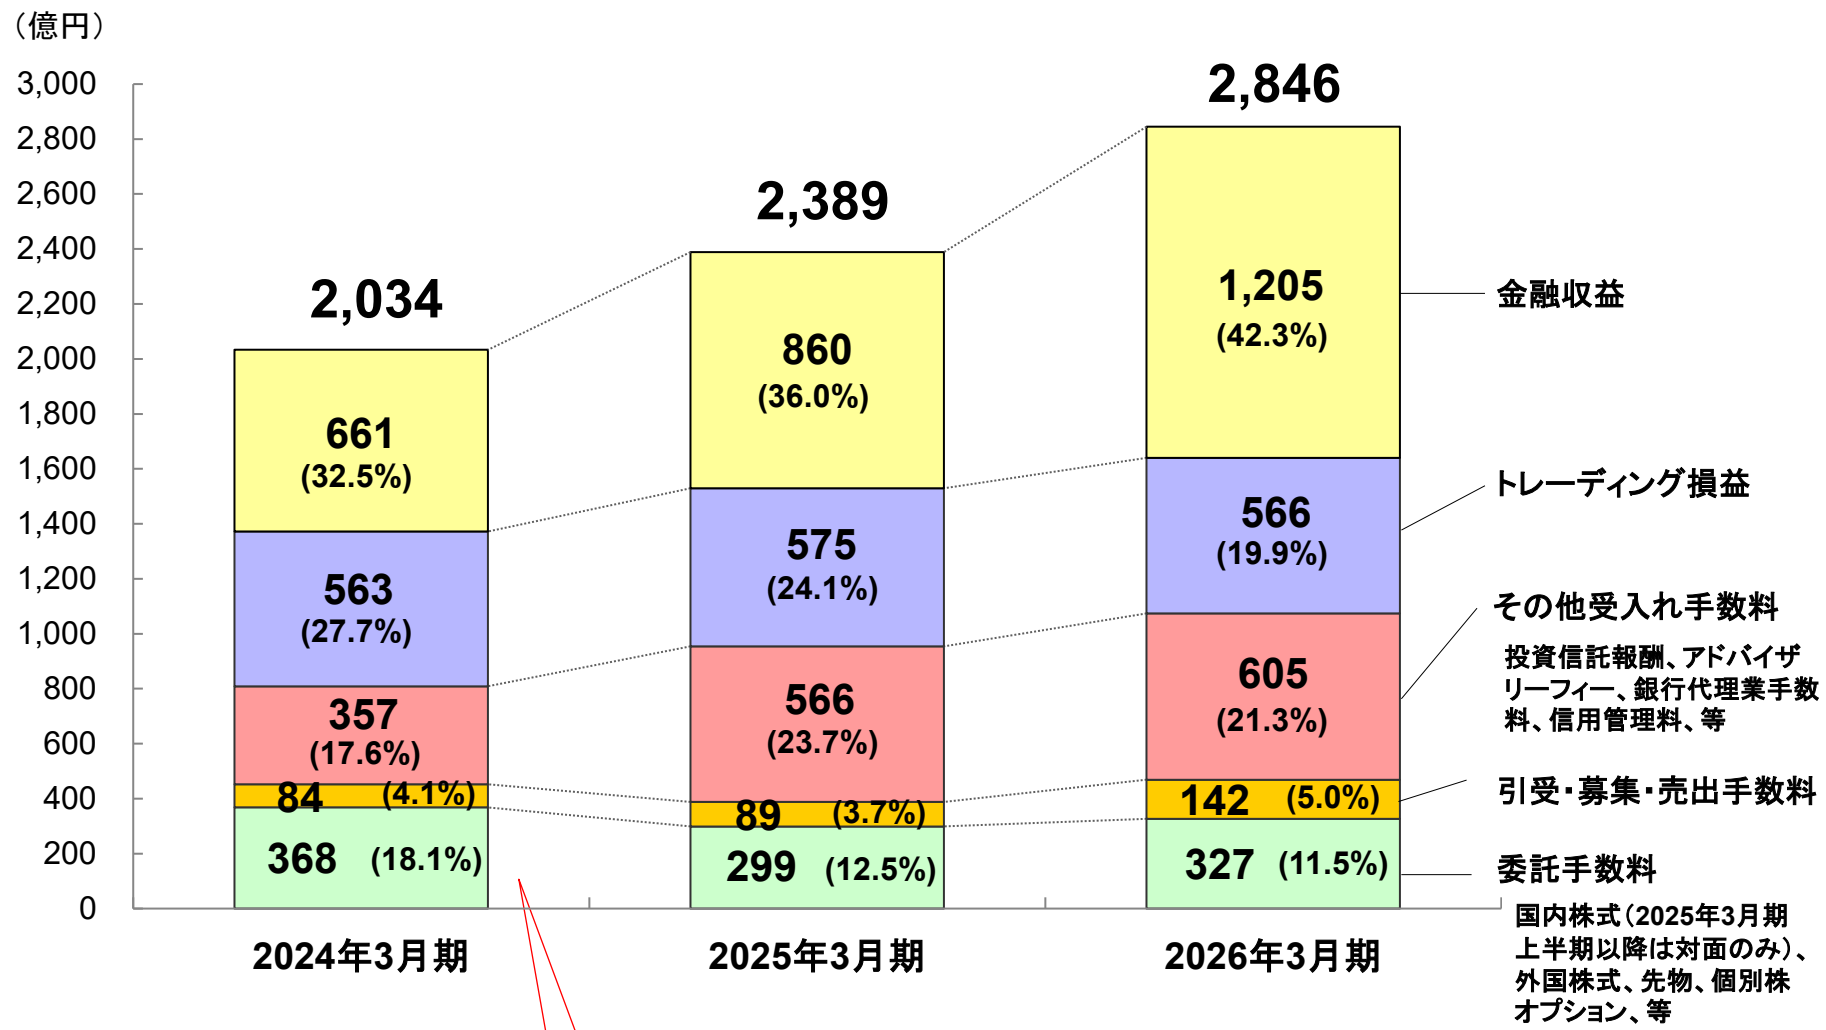 （億円）
3,000
2,800
2,600
2,400
2,200
2,000
1,800
1,600
1,400
1,200
1,000
800
600
400
200
0
2,034
661
(32.5%)
563
(27.7%)
357
(17.6%)
84 (4.1%)
368 (18.1%)
2024年3月期
2,389
860
(36.0%)
575
(24.1%)
566
(23.7%)
89 (3.7%)
299 (12.5%)
2025年3月期
2,846
1,205
(42.3%)
566
(19.9%)
605
(21.3%)
142 (5.0%)
327 (11.5%)
2026年3月期
金融収益
トレーディング損益
その他受入れ手数料
投資信託報酬、アドバイザ
リーフィー、銀行代理業手数
料、信用管理料、等
引受・募集・売出手数料
委託手数料
国内株式（2025年3月期
上半期以降は対面のみ）、
外国株式、先物、個別株
オプション、等